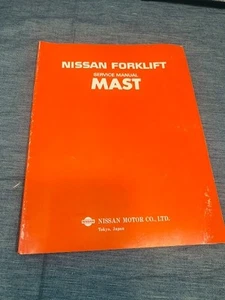 NISSAN FORKLIFT
SERVICE MANUAL
MAST
NISSAN MOTOR CO., LTD.
Tokyo, Japan